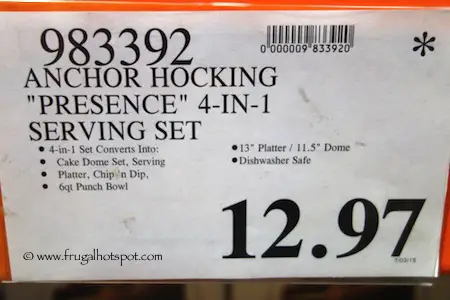 983392
0 000009 833920
*
ANCHOR HOCKING
"PRESENCE" 4-IN-1
SERVING SET
• 4-in-1 Set Converts Into:
• Cake Dome Set, Serving
• Platter, Chip 'n Dip,
• 6qt Punch Bowl
• 13" Platter / 11.5" Dome
• Dishwasher Safe
12.97
© www.frugalhotspot.com